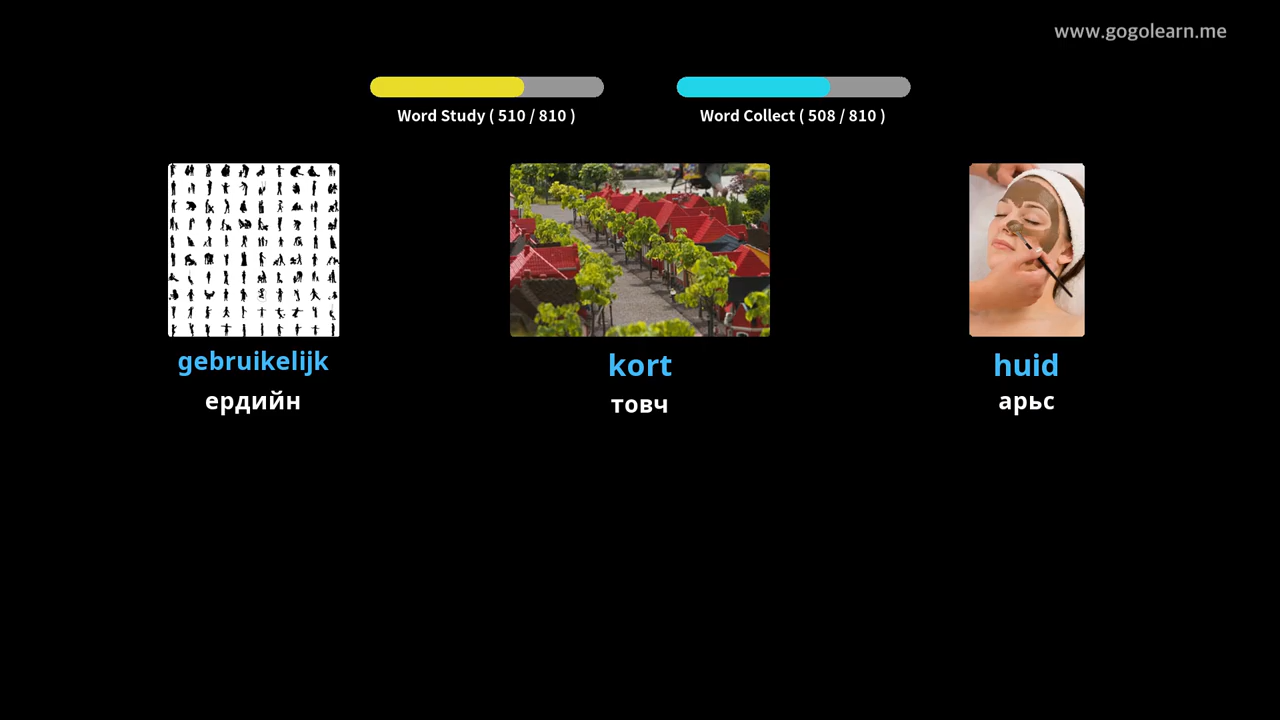 www.gogolearn.me
Word Study ( 510 / 810 )
Word Collect ( 508 / 810 )
gebruikelijk
kort
huid
ердийн
товч
арьс